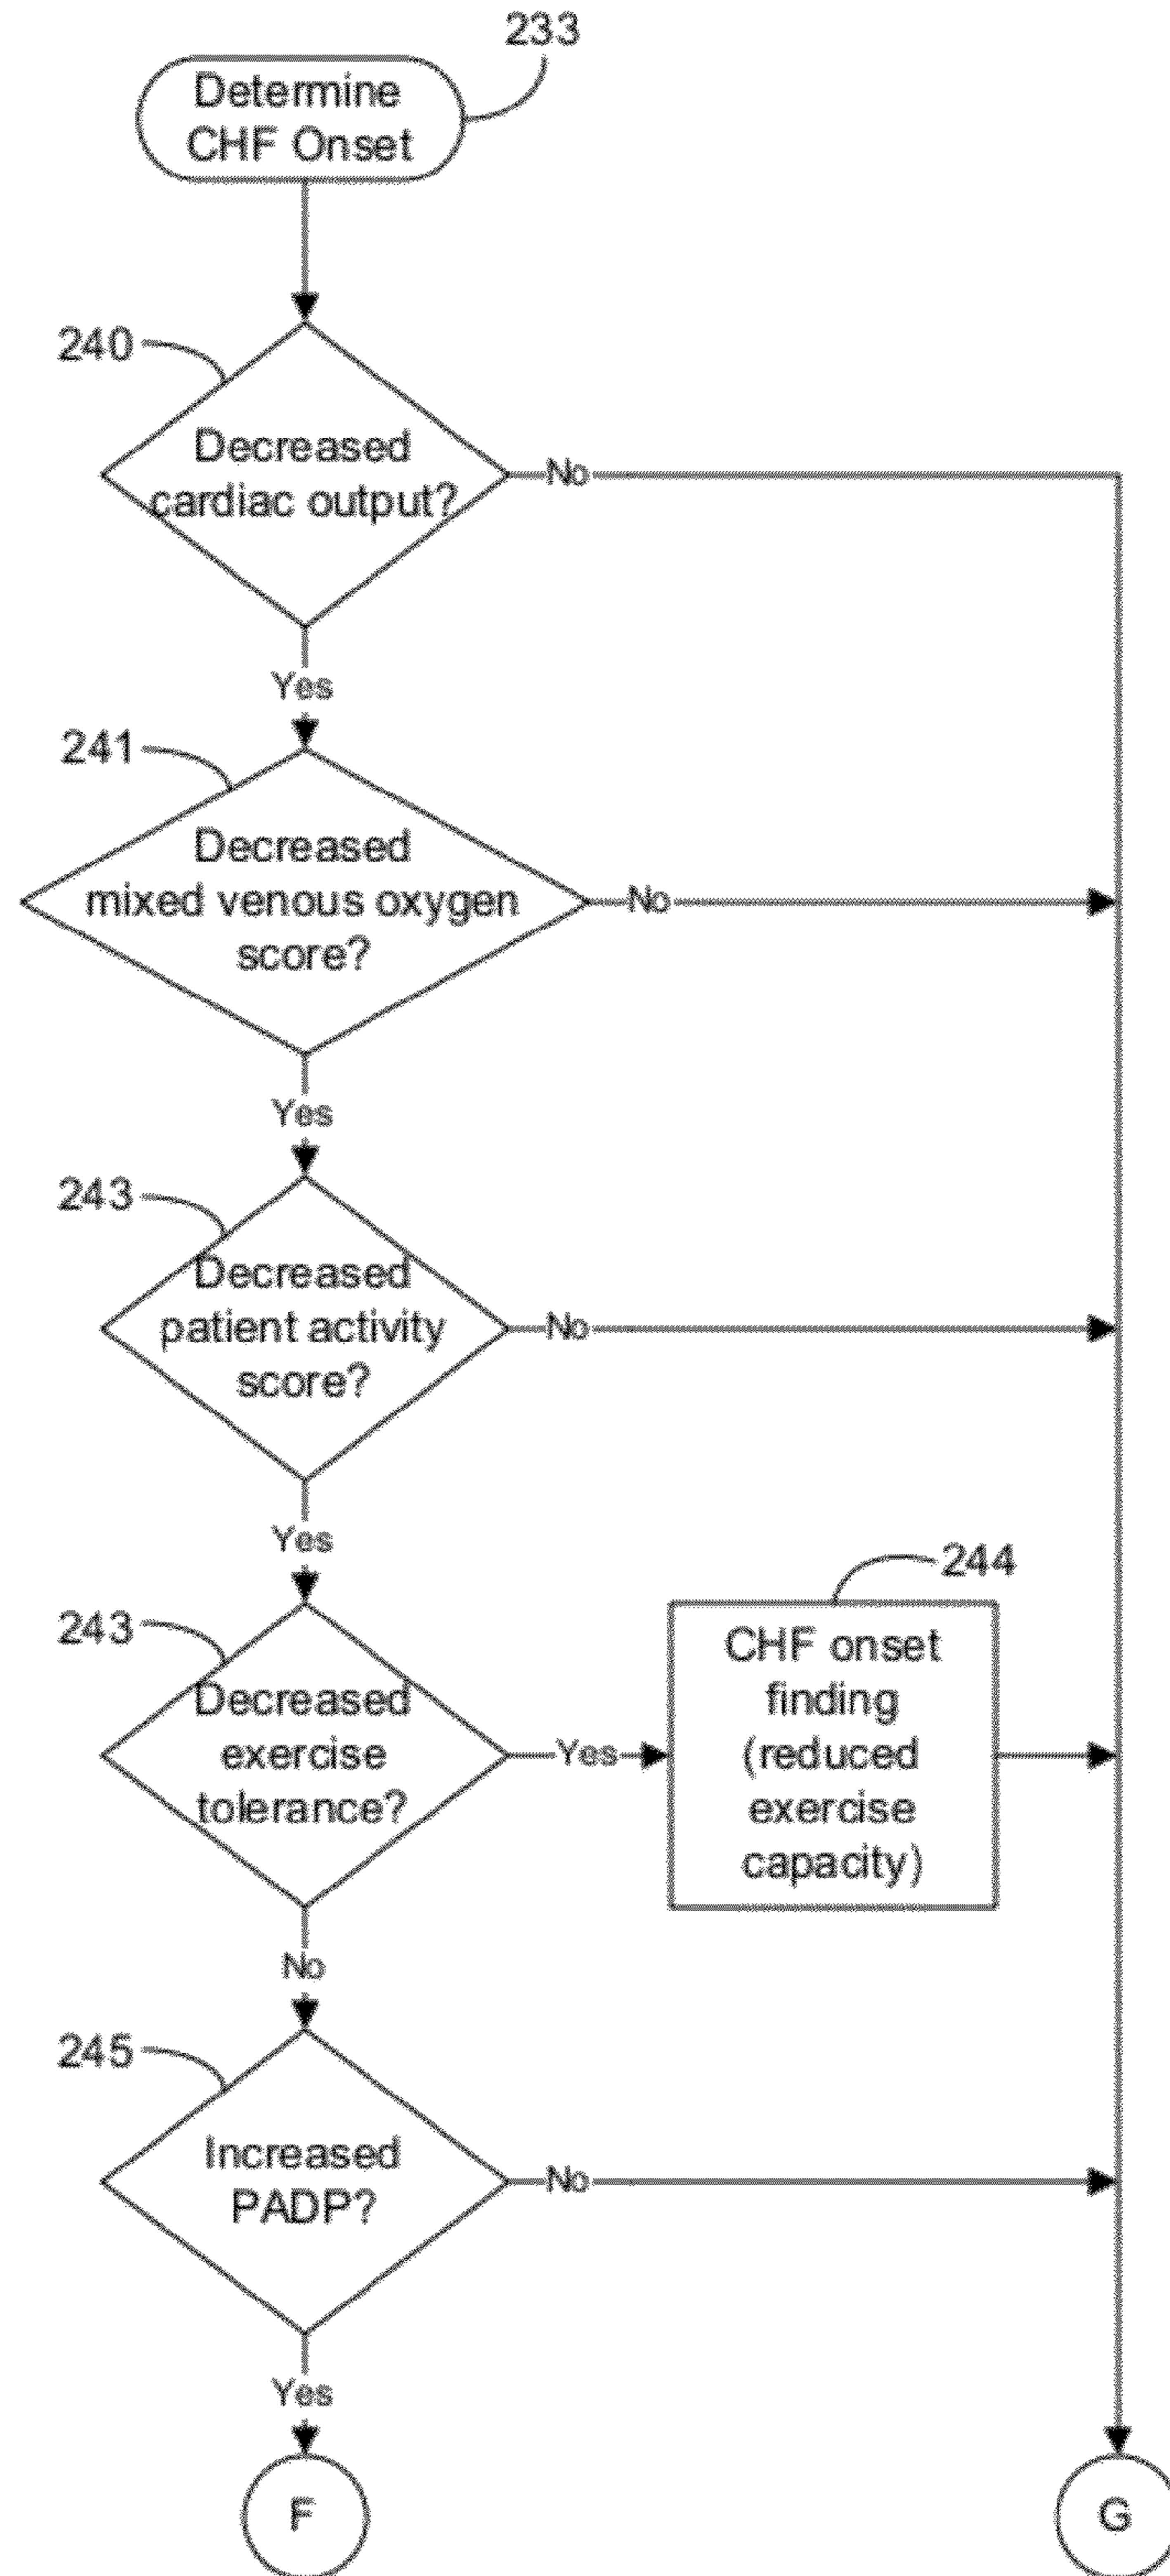 233
Determine
CHF Onset
240
Decreased
cardiac output?
No
Yes
241
Decreased
mixed venous oxygen
score?
No
Yes
243
Decreased
patient activity
score?
No
Yes
243
Decreased
exercise
tolerance?
Yes
244
CHF onset
finding
(reduced
exercise
capacity)
No
245
Increased
PADP?
No
Yes
F
G